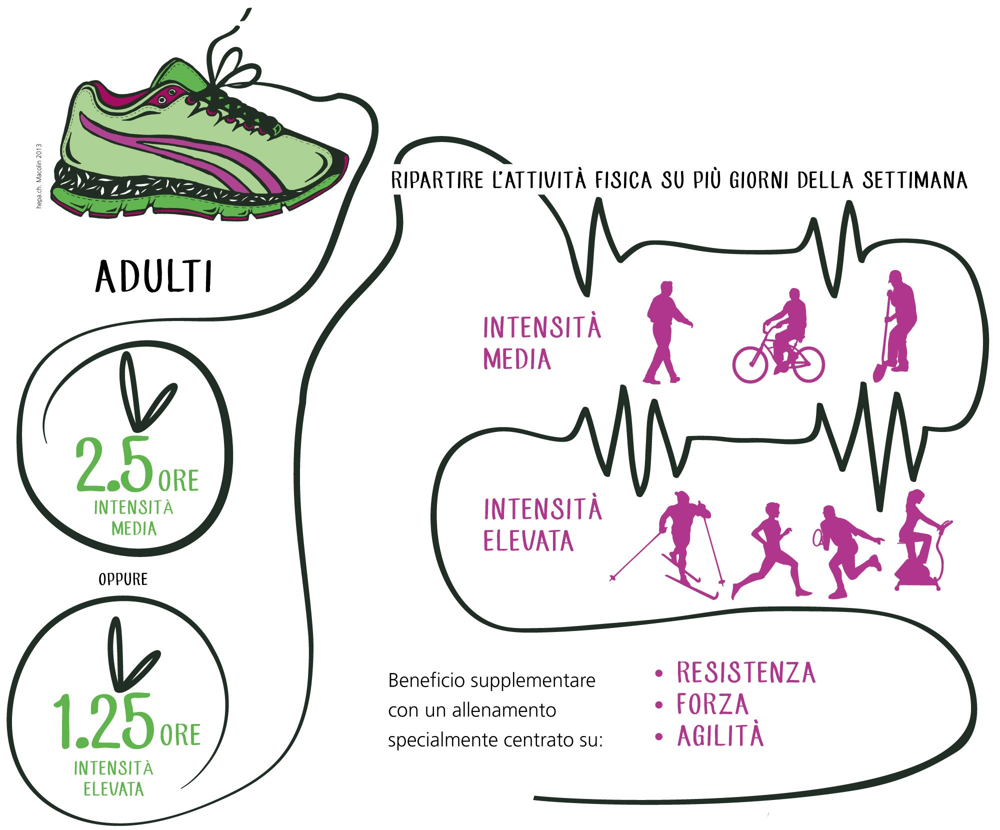 hepa.ch. Macolin 2013
ADULTI
2.5 ORE
INTENSITÀ
MEDIA
OPPURE
1.25 ORE
INTENSITÀ
ELEVATA
RIPARTIRE L'ATTIVITÀ FISICA SU PIÙ GIORNI DELLA SETTIMANA
INTENSITÀ
MEDIA
INTENSITÀ
ELEVATA
Beneficio supplementare
con un allenamento
specialmente centrato su:
• RESISTENZA
• FORZA
• AGILITÀ